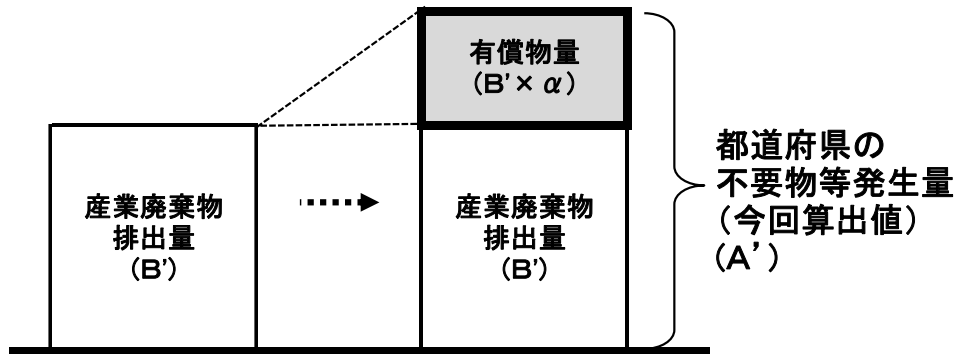 有償物量
(B'×α)
産業廃棄物
排出量
(B')
産業廃棄物
排出量
(B')
都道府県の
不要物等発生量
(今回算出値)
(A')